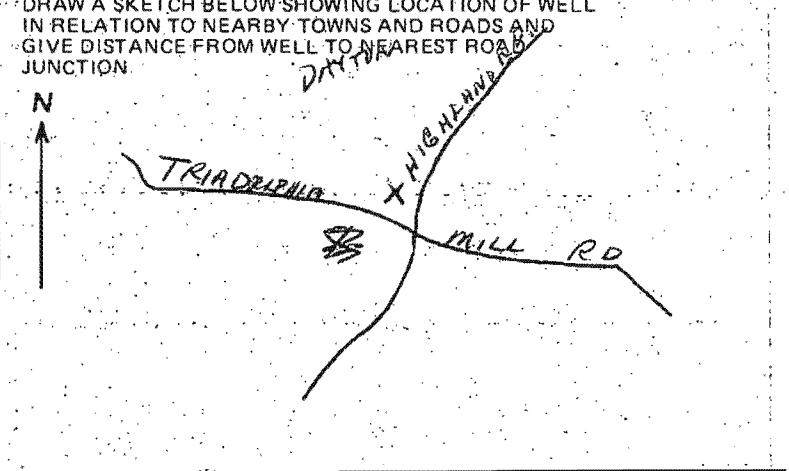 DRAW A SKETCH BELOW SHOWING LOCATION OF WELL
IN RELATION TO NEARBY TOWNS AND ROADS AND
GIVE DISTANCE FROM WELL TO NEAREST ROAD
JUNCTION
DAYTON
N
HIGHLAND RD
X
TRIADELPHIA
MILL RD